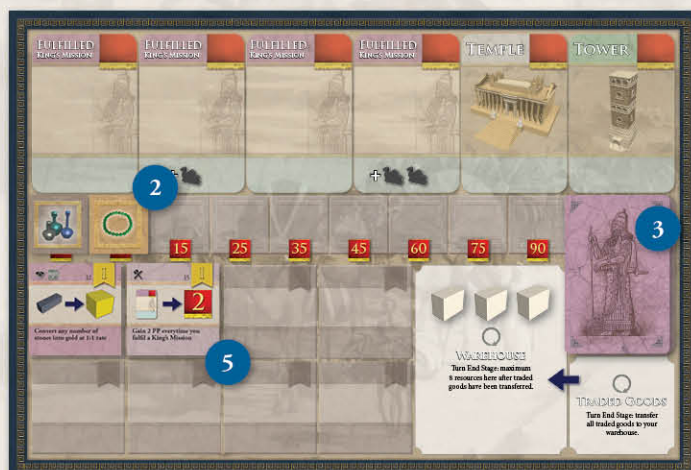 FULFILLED
KING'S MISSION
FULFILLED
KING'S MISSION
FULFILLED
KING'S MISSION
FULFILLED
KING'S MISSION
TEMPLE
TOWER
+
+
2
3
15
25
35
45
60
75
90
2
Convert any number of
stones into gold at 1:1 rate
Gain 2 PP everytime you
fulfil a King's Mission
5
WAREHOUSE
Turn End Stage: maximum
8 resources here after traded
goods have been transferred.
TRADED GOODS
Turn End Stage: transfer
all traded goods to your
warehouse.